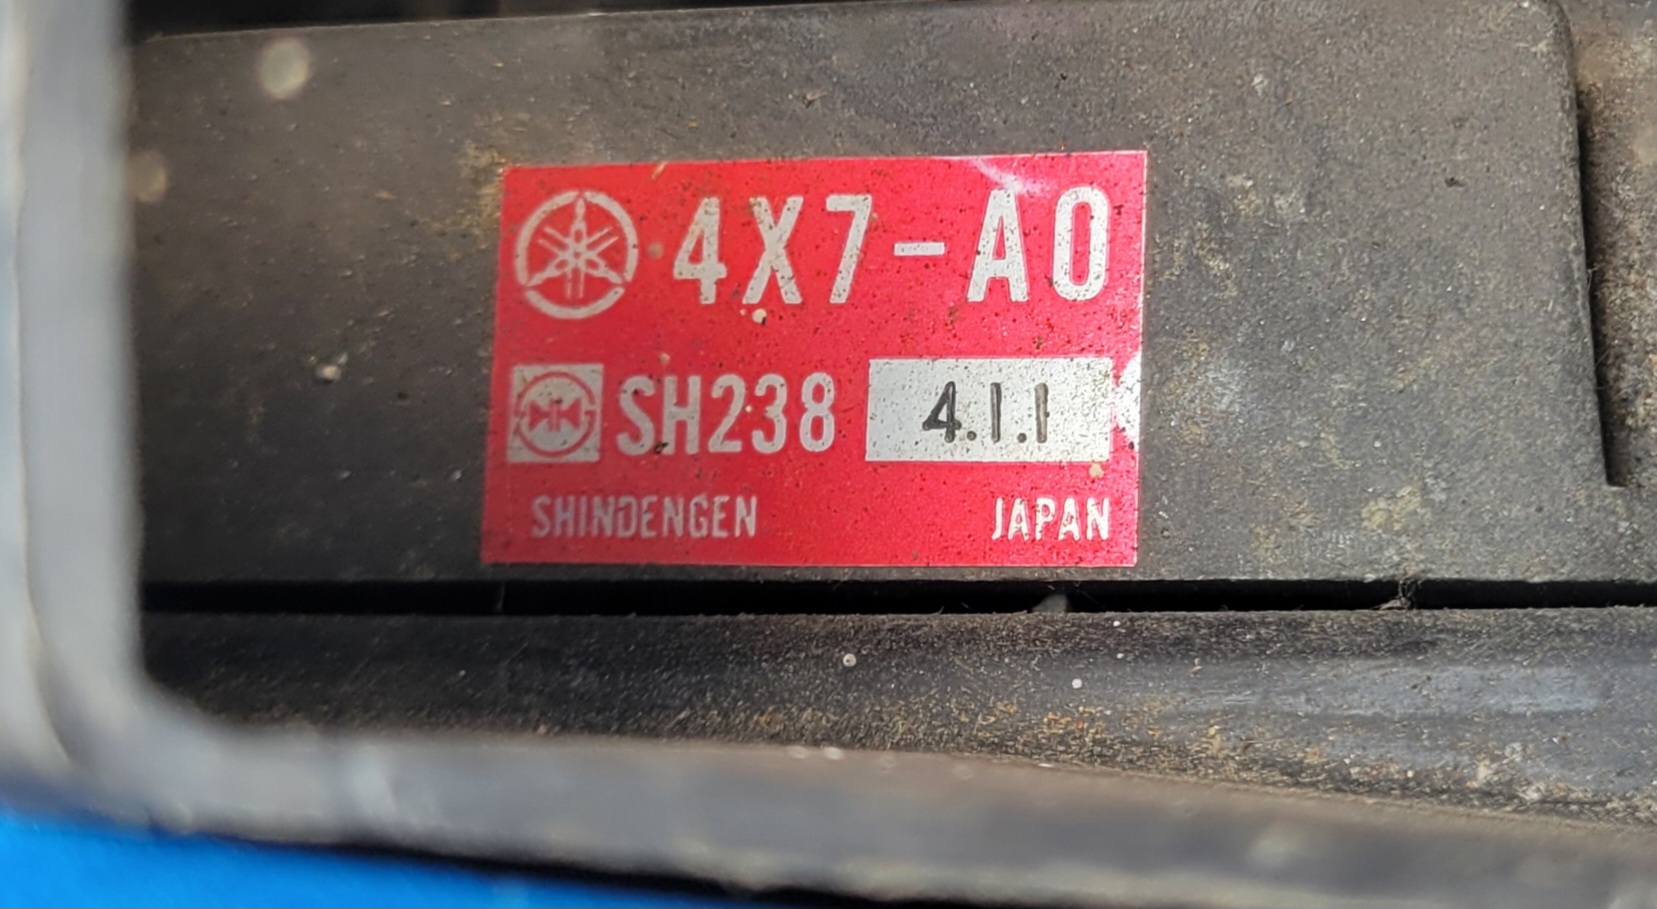 4X7-A0
SH238 4.1.1
SHINDENGEN JAPAN